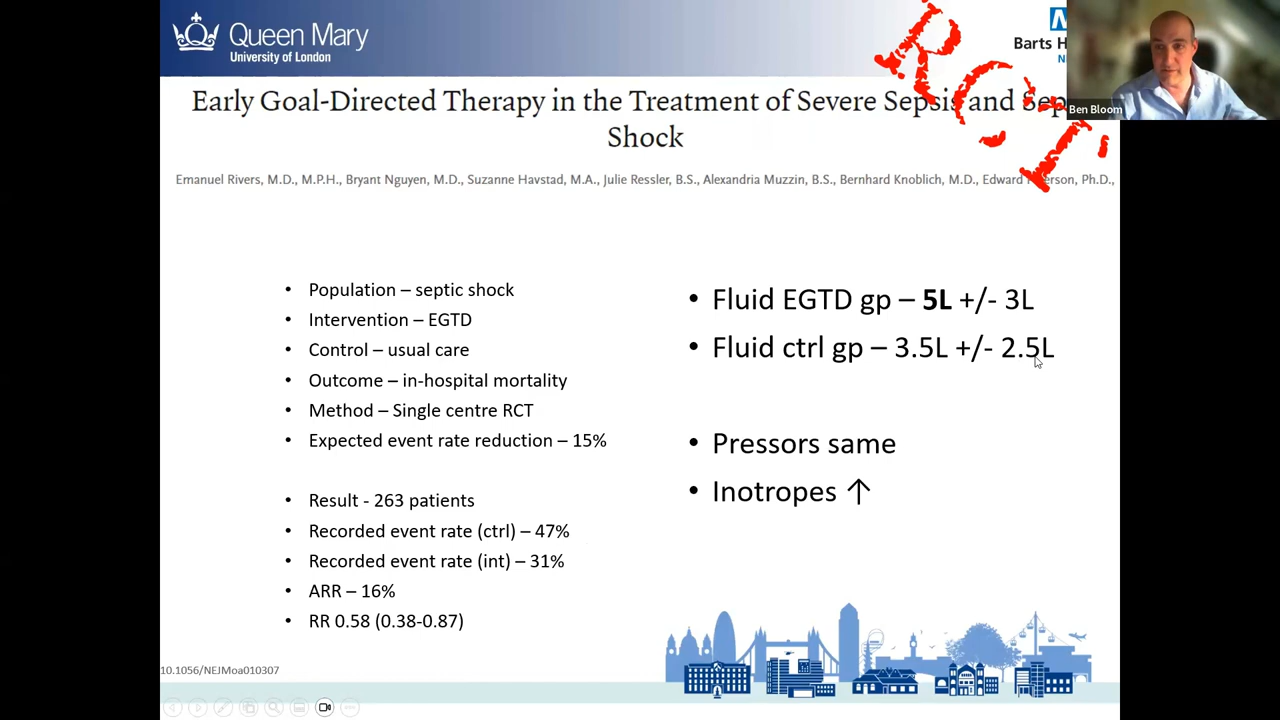 Queen Mary
University of London
Barts H
RCT
Ben Bloom
Early Goal-Directed Therapy in the Treatment of Severe Sepsis and Sep
Shock
Emanuel Rivers, M.D., M.P.H., Bryant Nguyen, M.D., Suzanne Havstad, M.A., Julie Ressler, B.S., Alexandria Muzzin, B.S., Bernhard Knoblich, M.D., Edward Peterson, Ph.D.,
• Population – septic shock
• Intervention – EGTD
• Control – usual care
• Outcome – in-hospital mortality
• Method – Single centre RCT
• Expected event rate reduction – 15%
• Result - 263 patients
• Recorded event rate (ctrl) – 47%
• Recorded event rate (int) – 31%
• ARR – 16%
• RR 0.58 (0.38-0.87)
• Fluid EGTD gp – 5L +/- 3L
• Fluid ctrl gp – 3.5L +/- 2.5L
• Pressors same
• Inotropes ↑
10.1056/NEJMoa010307